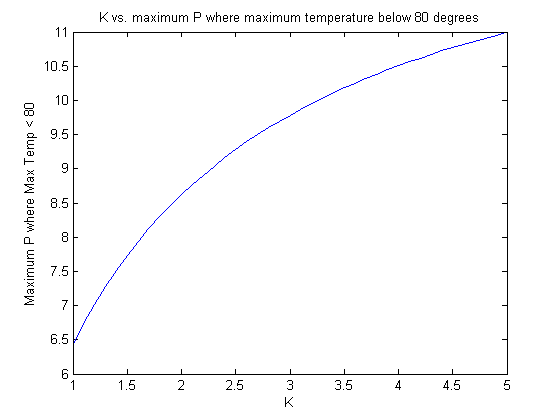 K vs. maximum P where maximum temperature below 80 degrees
Maximum P where Max Temp < 80
11
10.5
10
9.5
9
8.5
8
7.5
7
6.5
6
1 1.5 2 2.5 3 3.5 4 4.5 5
K